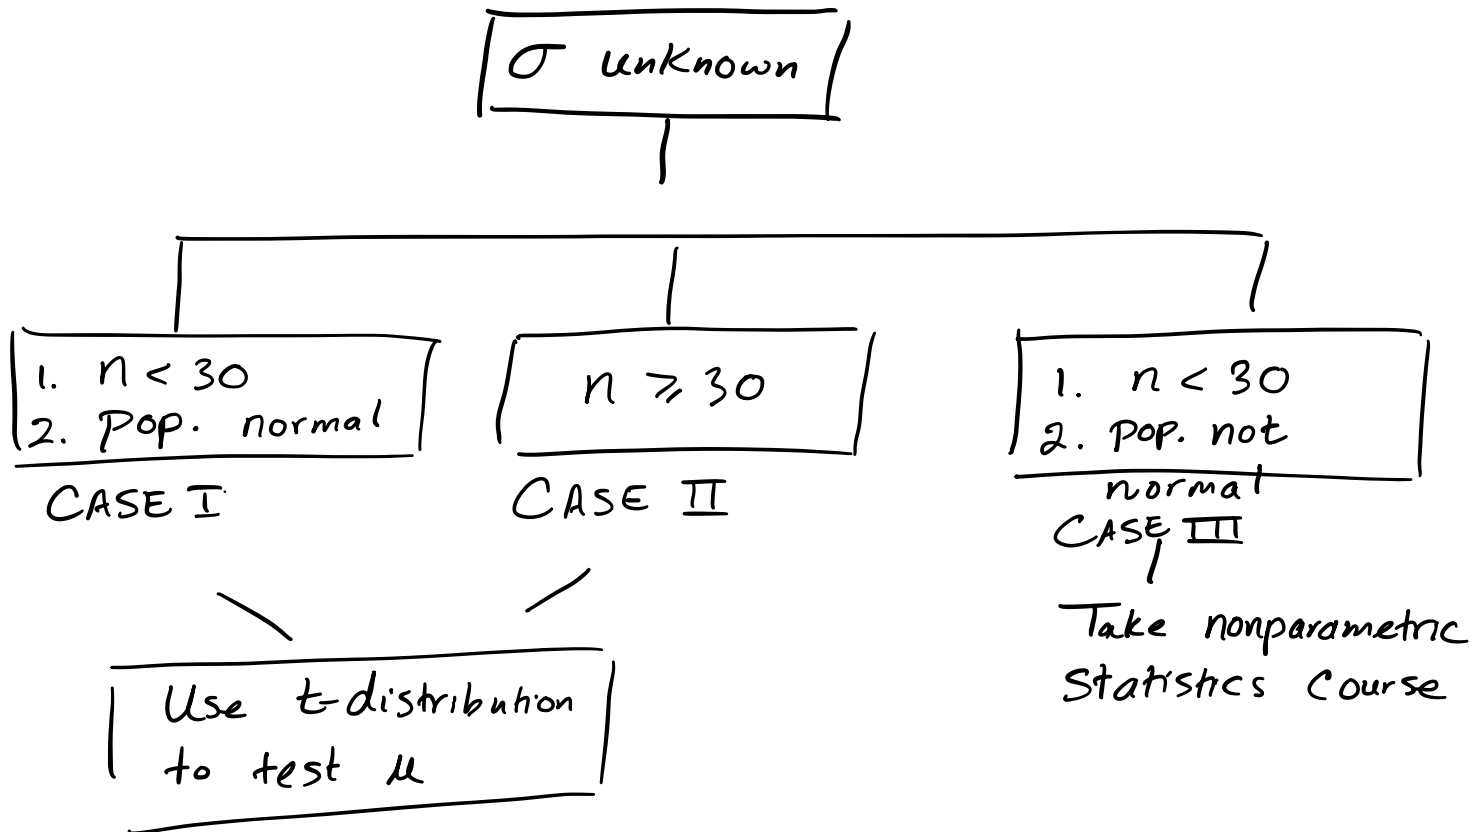 σ unknown
1. n < 30
2. Pop. normal
CASE I
n ⩾ 30
CASE II
1. n < 30
2. Pop. not
normal
CASE III
Take nonparametric
Statistics Course
Use t-distribution
to test μ